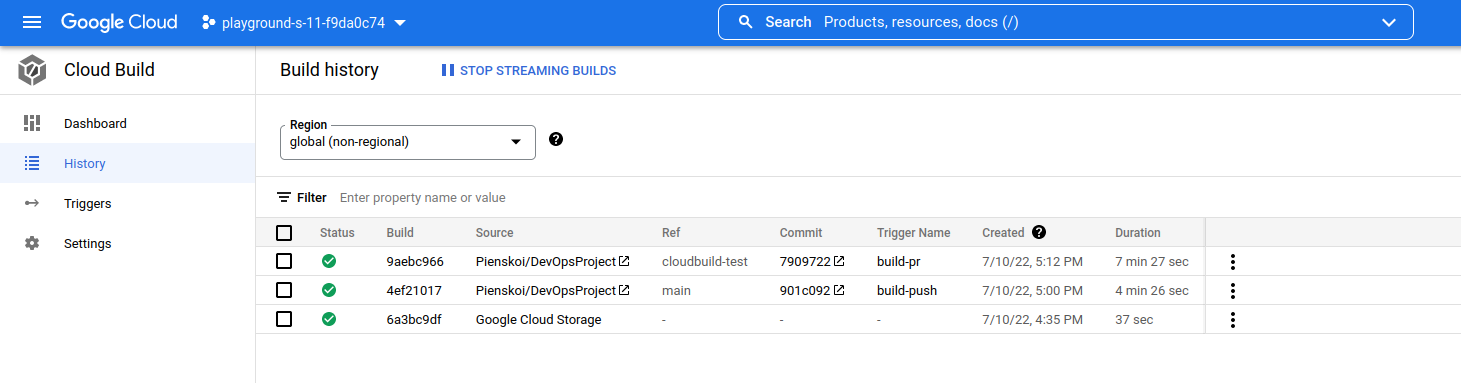 Google Cloud playground-s-11-f9da0c74 Search Products, resources, docs (/)
Cloud Build
Dashboard
History
Triggers
Settings
Build history STOP STREAMING BUILDS
Region
global (non-regional) ?
Filter Enter property name or value
Status Build Source Ref Commit Trigger Name Created ? Duration
9aebc966 Pienskoi/DevOpsProject cloudbuild-test 7909722 build-pr 7/10/22, 5:12 PM 7 min 27 sec
4ef21017 Pienskoi/DevOpsProject main 901c092 build-push 7/10/22, 5:00 PM 4 min 26 sec
6a3bc9df Google Cloud Storage - - - 7/10/22, 4:35 PM 37 sec